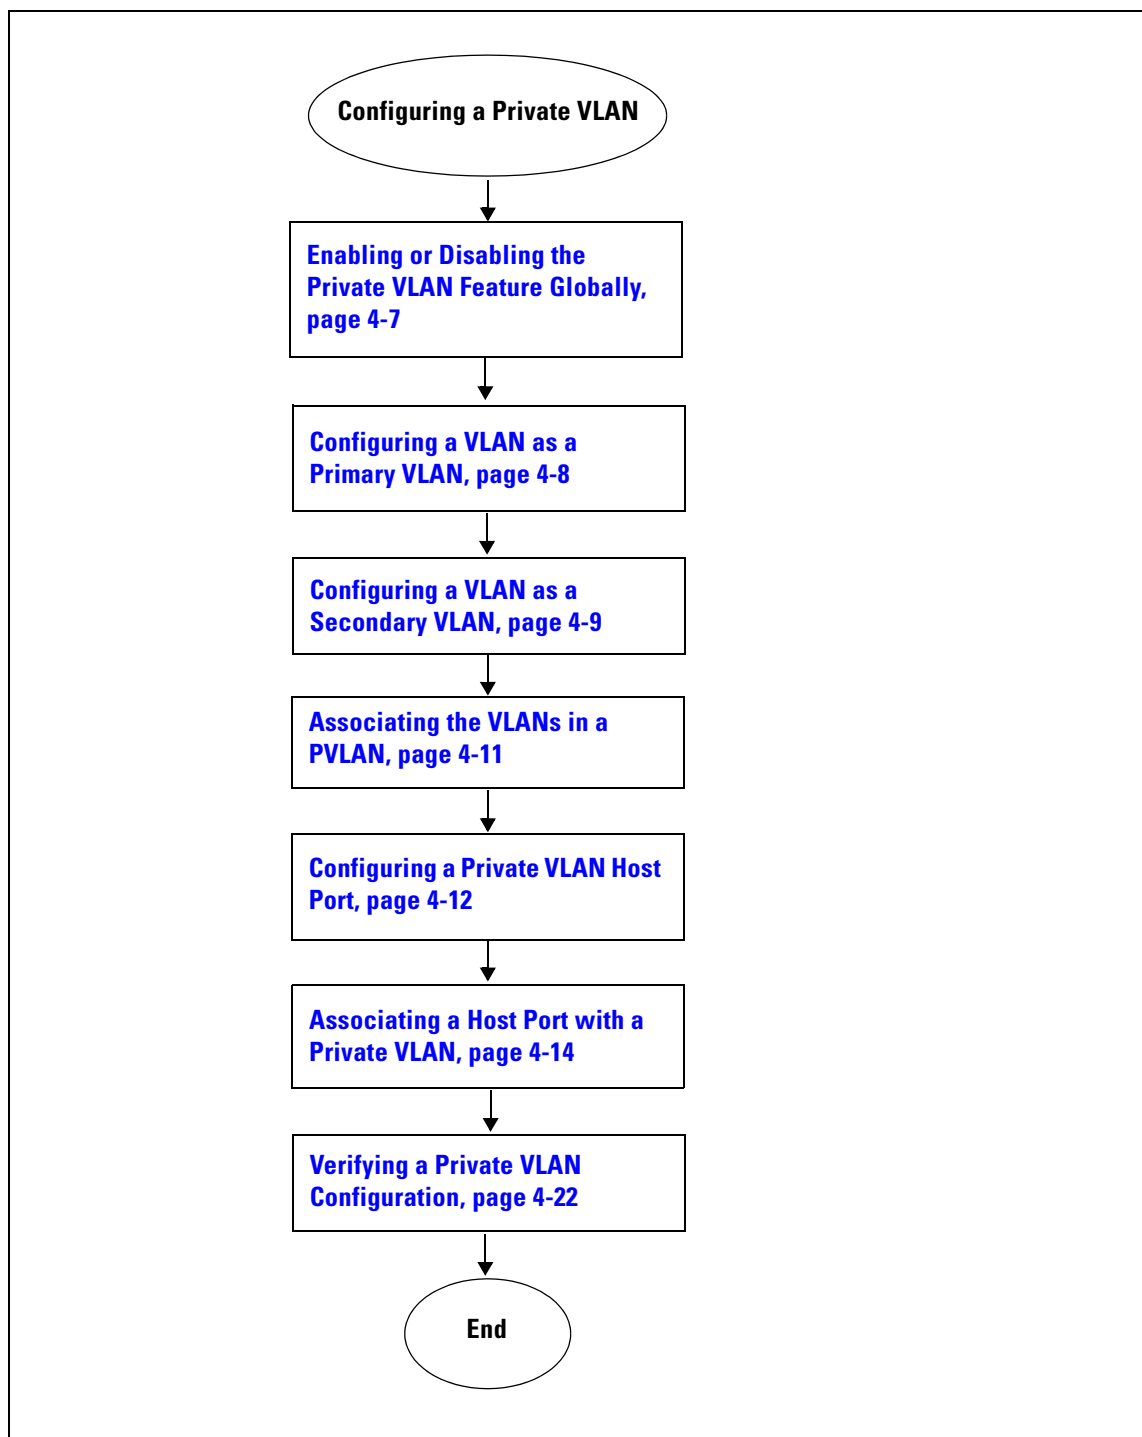 Configuring a Private VLAN
Enabling or Disabling the
Private VLAN Feature Globally,
page 4-7
Configuring a VLAN as a
Primary VLAN, page 4-8
Configuring a VLAN as a
Secondary VLAN, page 4-9
Associating the VLANs in a
PVLAN, page 4-11
Configuring a Private VLAN Host
Port, page 4-12
Associating a Host Port with a
Private VLAN, page 4-14
Verifying a Private VLAN
Configuration, page 4-22
End